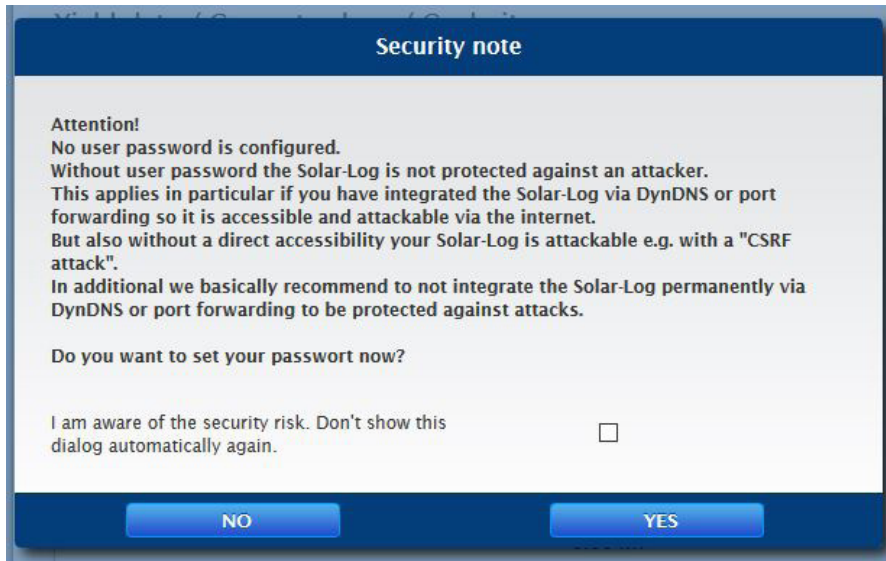 Security note
Attention!
No user password is configured.
Without user password the Solar-Log is not protected against an attacker.
This applies in particular if you have integrated the Solar-Log via DynDNS or port
forwarding so it is accessible and attackable via the internet.
But also without a direct accessibility your Solar-Log is attackable e.g. with a "CSRF
attack".
In additional we basically recommend to not integrate the Solar-Log permanently via
DynDNS or port forwarding to be protected against attacks.
Do you want to set your passwort now?
I am aware of the security risk. Don't show this
dialog automatically again.
NO
YES